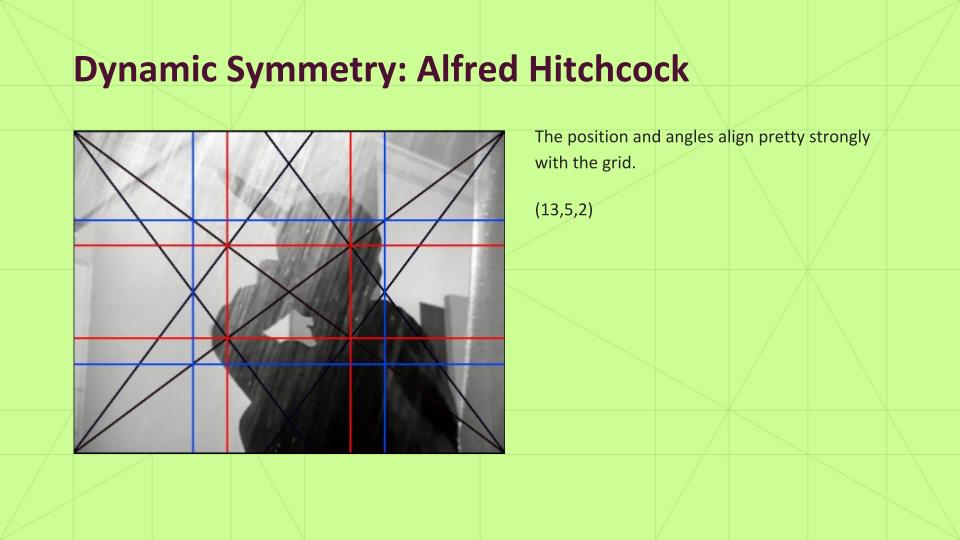 Dynamic Symmetry: Alfred Hitchcock
The position and angles align pretty strongly
with the grid.
(13,5,2)